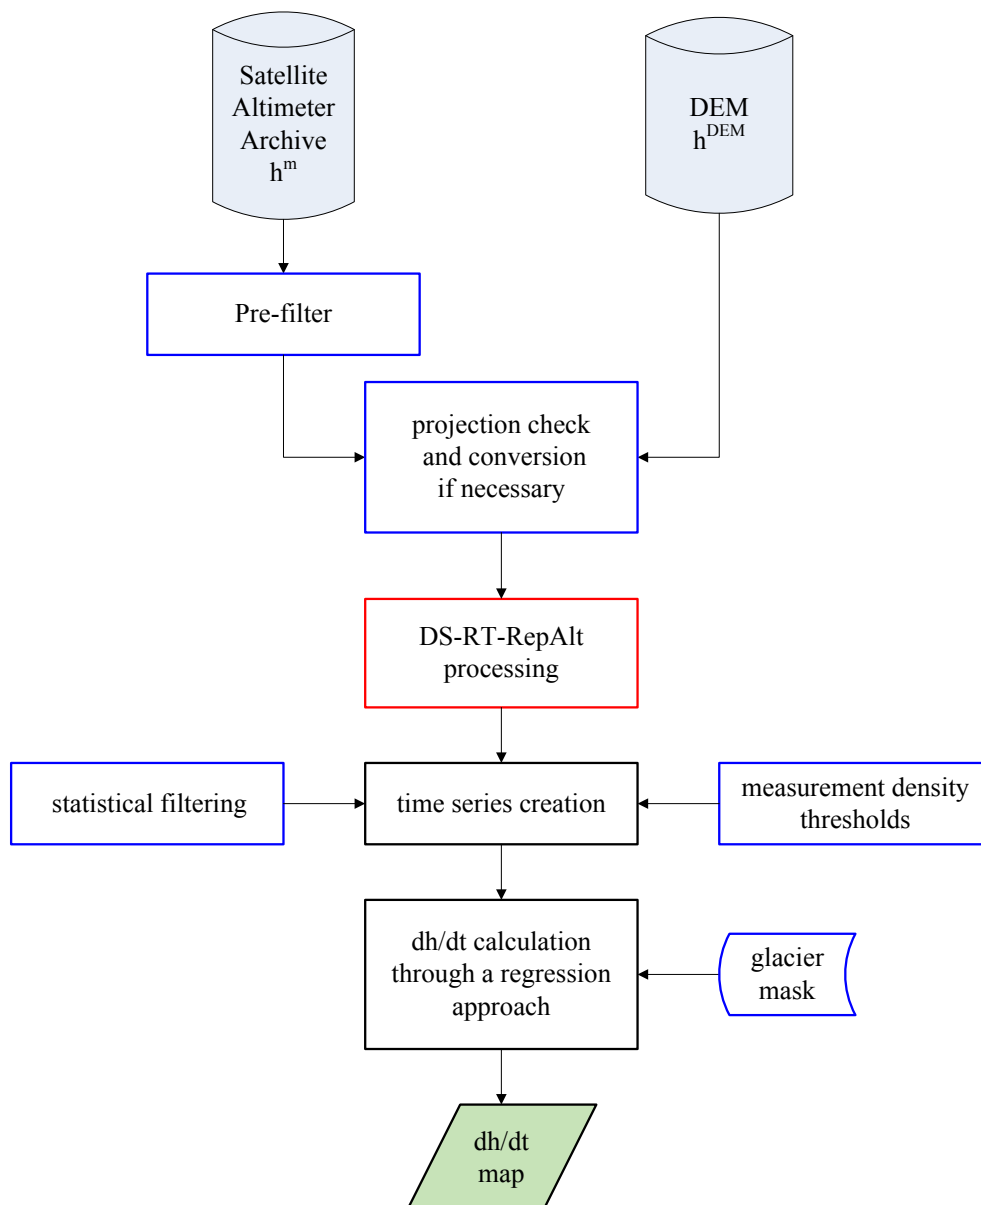 Satellite
Altimeter
Archive
h^m
DEM
h^DEM
Pre-filter
projection check
and conversion
if necessary
DS-RT-RepAlt
processing
statistical filtering
time series creation
measurement density
thresholds
dh/dt calculation
through a regression
approach
glacier
mask
dh/dt
map